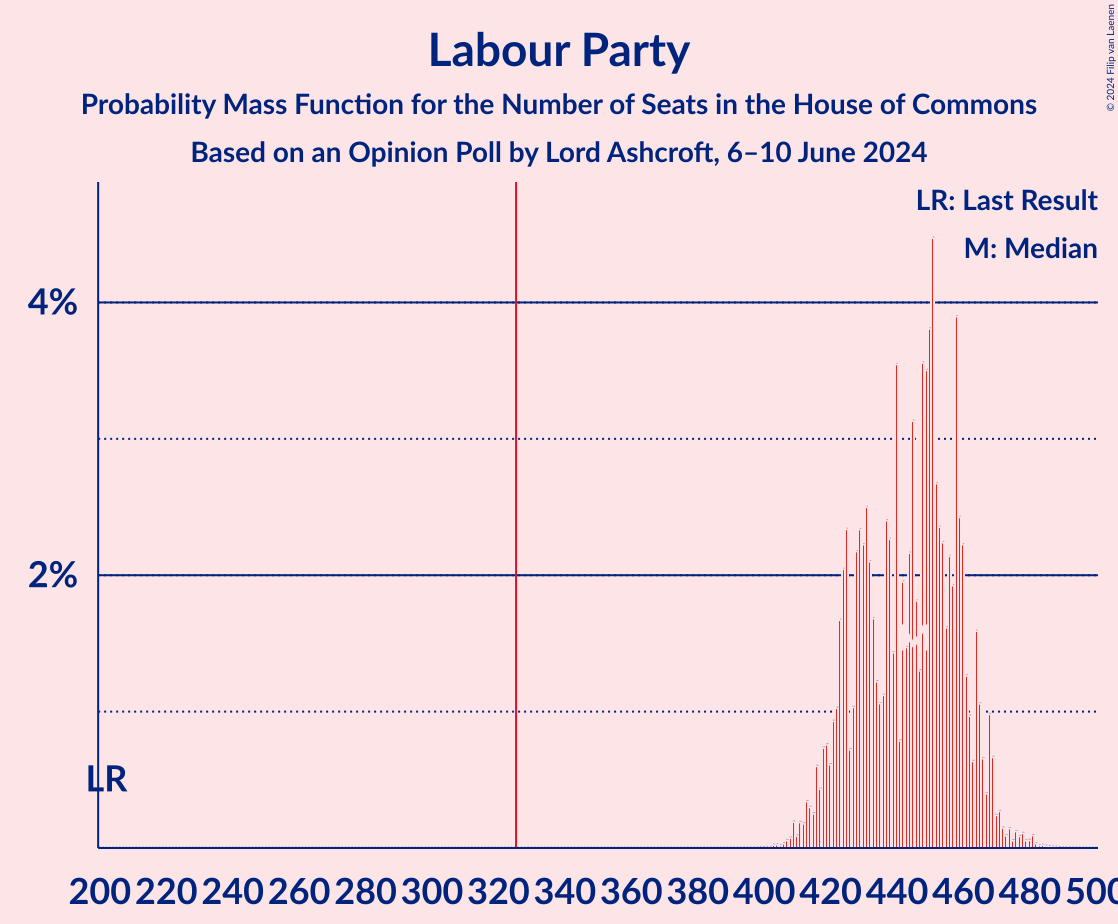 Labour Party
Probability Mass Function for the Number of Seats in the House of Commons
Based on an Opinion Poll by Lord Ashcroft, 6–10 June 2024
© 2024 Filip van Laenen
LR: Last Result
M: Median
4%
2%
LR
200 220 240 260 280 300 320 340 360 380 400 420 440 460 480